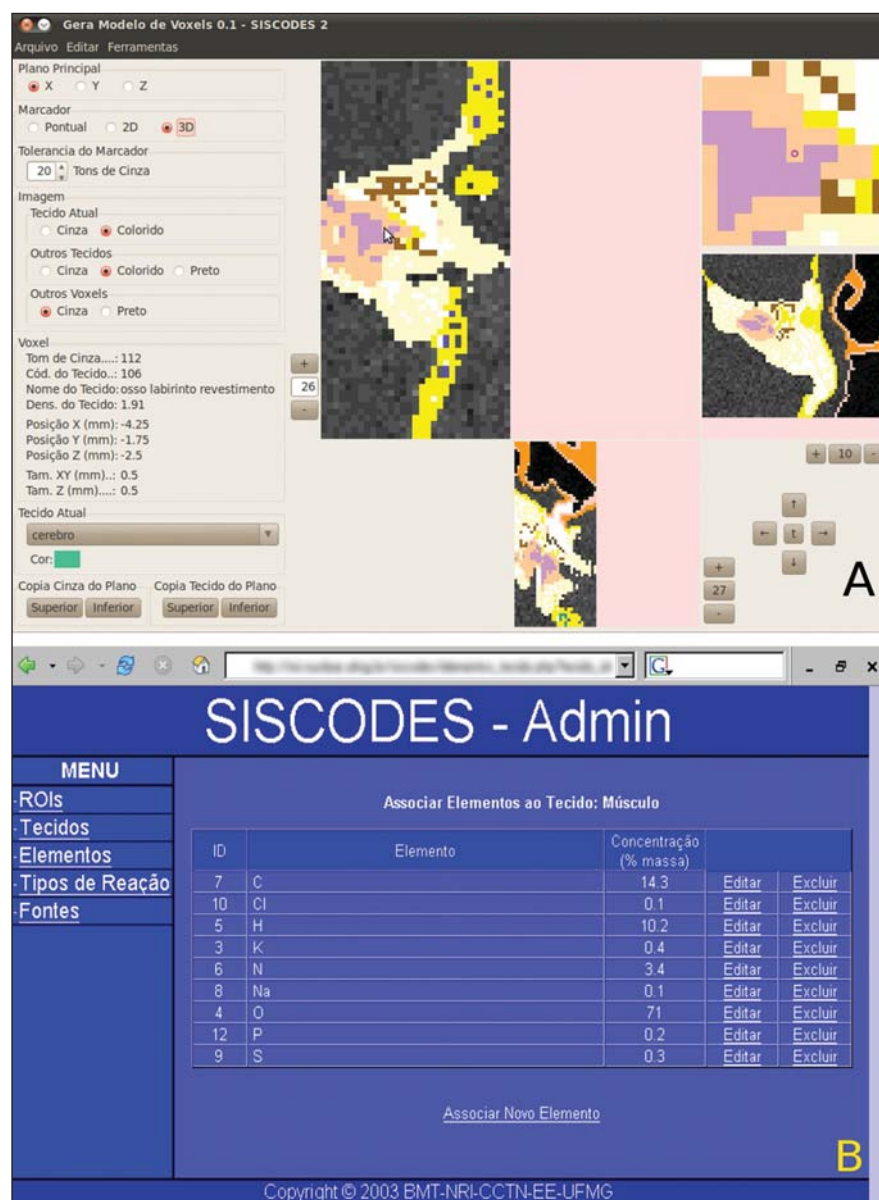 Gera Modelo de Voxels 0.1 - SISCODES 2
Arquivo Editar Ferramentas
Plano Principal
X Y Z
Marcador
Pontual 2D 3D
Tolerancia do Marcador
20 Tons de Cinza
Imagem
Tecido Atual
Cinza Colorido
Outros Tecidos
Cinza Colorido Preto
Outros Voxels
Cinza Preto
Voxel
Tom de Cinza....: 112
Cód. do Tecido..: 106
Nome do Tecido: osso labirinto revestimento
Dens. do Tecido: 1.91
Posição X (mm): -4.25
Posição Y (mm): -1.75
Posição Z (mm): -2.5
Tam. XY (mm)..: 0.5
Tam. Z (mm)....: 0.5
Tecido Atual
cerebro
Cor:
Copia Cinza do Plano Copia Tecido do Plano
Superior Inferior Superior Inferior
+
26
-
+ 10 -
↑
← t →
↓
+
27
-
A
G
SISCODES - Admin
MENU
-ROIs
-Tecidos
-Elementos
-Tipos de Reação
-Fontes
Associar Elementos ao Tecido: Músculo
ID Elemento Concentração (% massa)
7 C 14.3 Editar Excluir
10 Cl 0.1 Editar Excluir
5 H 10.2 Editar Excluir
3 K 0.4 Editar Excluir
6 N 3.4 Editar Excluir
8 Na 0.1 Editar Excluir
4 O 71 Editar Excluir
12 P 0.2 Editar Excluir
9 S 0.3 Editar Excluir
Associar Novo Elemento
B
Copyright © 2003 BMT-NRI-CCTN-EE-UFMG